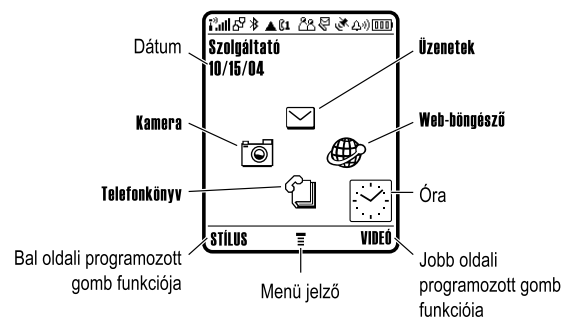 Dátum
Szolgáltató
10/15/04
Üzenetek
Kamera
Web-böngésző
Telefonkönyv
Óra
STÍLUS
VIDEÓ
Bal oldali programozott
gomb funkciója
Menü jelző
Jobb oldali
programozott gomb
funkciója